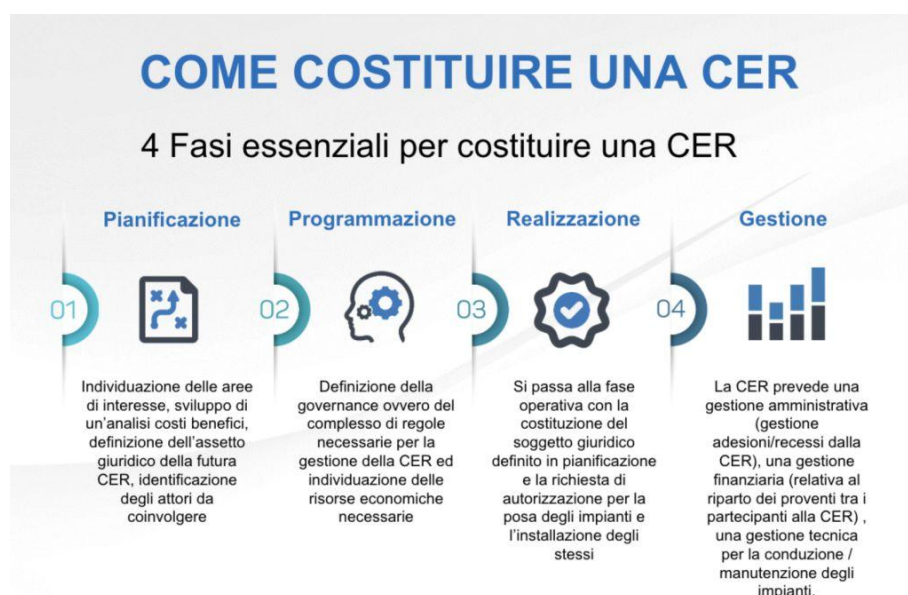 COME COSTITUIRE UNA CER
4 Fasi essenziali per costituire una CER
Pianificazione
01
Individuazione delle aree
di interesse, sviluppo di
un'analisi costi benefici,
definizione dell'assetto
giuridico della futura
CER, identificazione
degli attori da
coinvolgere
Programmazione
02
Definizione della
governance ovvero del
complesso di regole
necessarie per la
gestione della CER ed
individuazione delle
risorse economiche
necessarie
Realizzazione
03
Si passa alla fase
operativa con la
costituzione del
soggetto giuridico
definito in pianificazione
e la richiesta di
autorizzazione per la
posa degli impianti e
l'installazione degli
stessi
Gestione
04
La CER prevede una
gestione amministrativa
(gestione
adesioni/recessi dalla
CER), una gestione
finanziaria (relativa al
riparto dei proventi tra i
partecipanti alla CER) ,
una gestione tecnica
per la conduzione /
manutenzione degli
impianti.